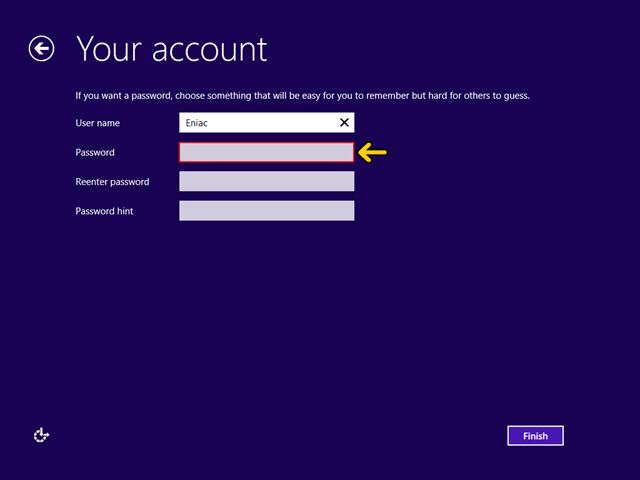 Your account
If you want a password, choose something that will be easy for you to remember but hard for others to guess.
User name
Eniac
Password
Reenter password
Password hint
Finish